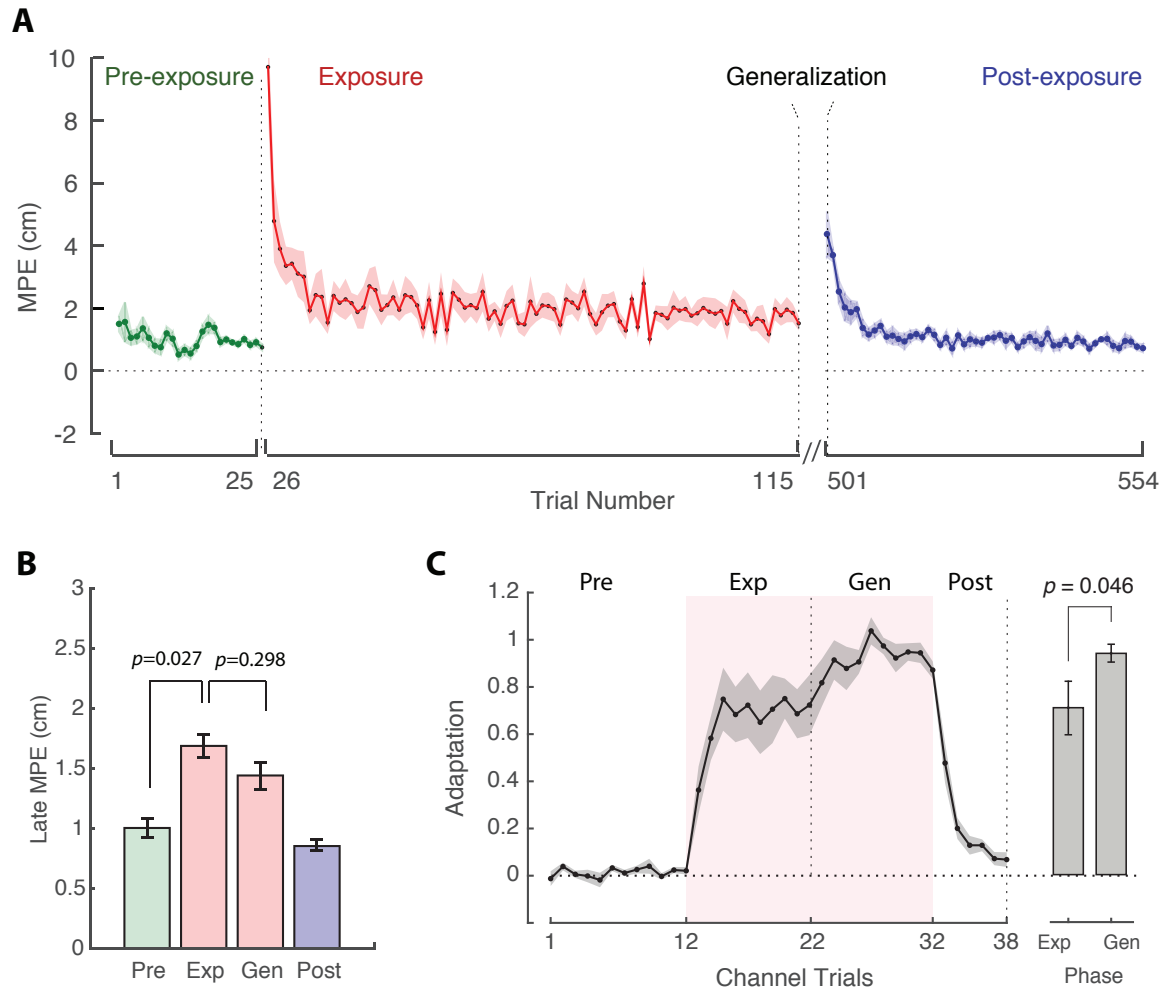 A
Pre-exposure Exposure Generalization Post-exposure
10
8
6
4
2
0
-2
MPE (cm)
1 25 26 115 501 554
Trial Number
B
3
2.5
2
1.5
1
0.5
0
Late MPE (cm)
p=0.027 p=0.298
Pre Exp Gen Post
C
Pre Exp Gen Post
1.2
1
0.8
0.6
0.4
0.2
0
Adaptation
1 12 22 32 38
Channel Trials
p = 0.046
Exp Gen
Phase